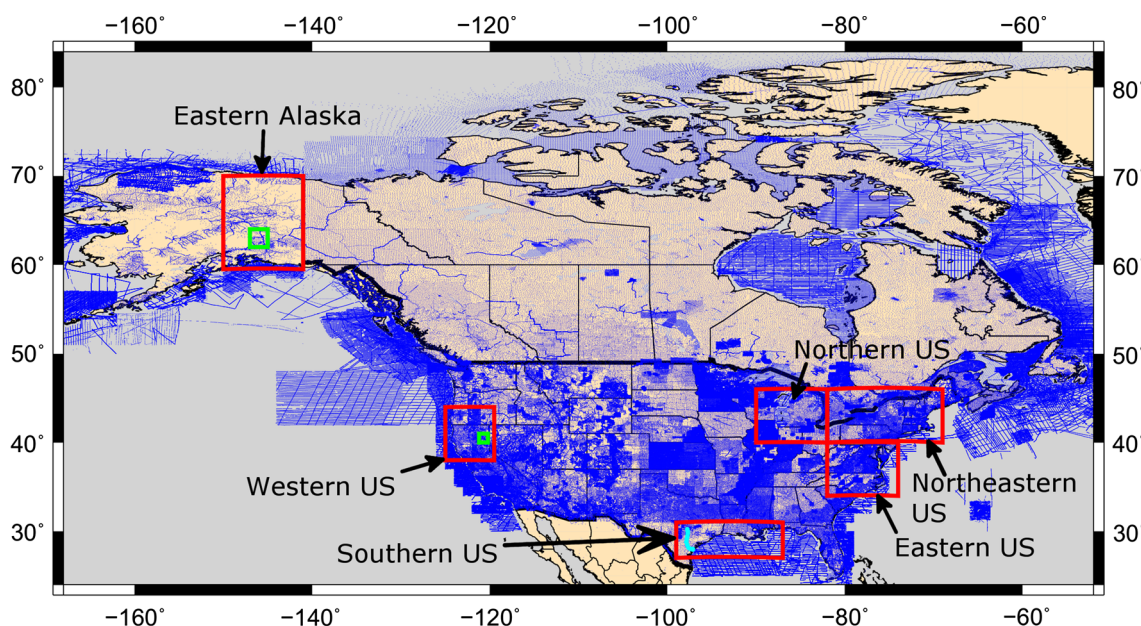 −160° −140° −120° −100° −80° −60°
80° 80°
Eastern Alaska
70° 70°
60° 60°
50° 50°
Northern US
40° 40°
Western US
Northeastern
US
30° 30°
Southern US
Eastern US
−160° −140° −120° −100° −80° −60°